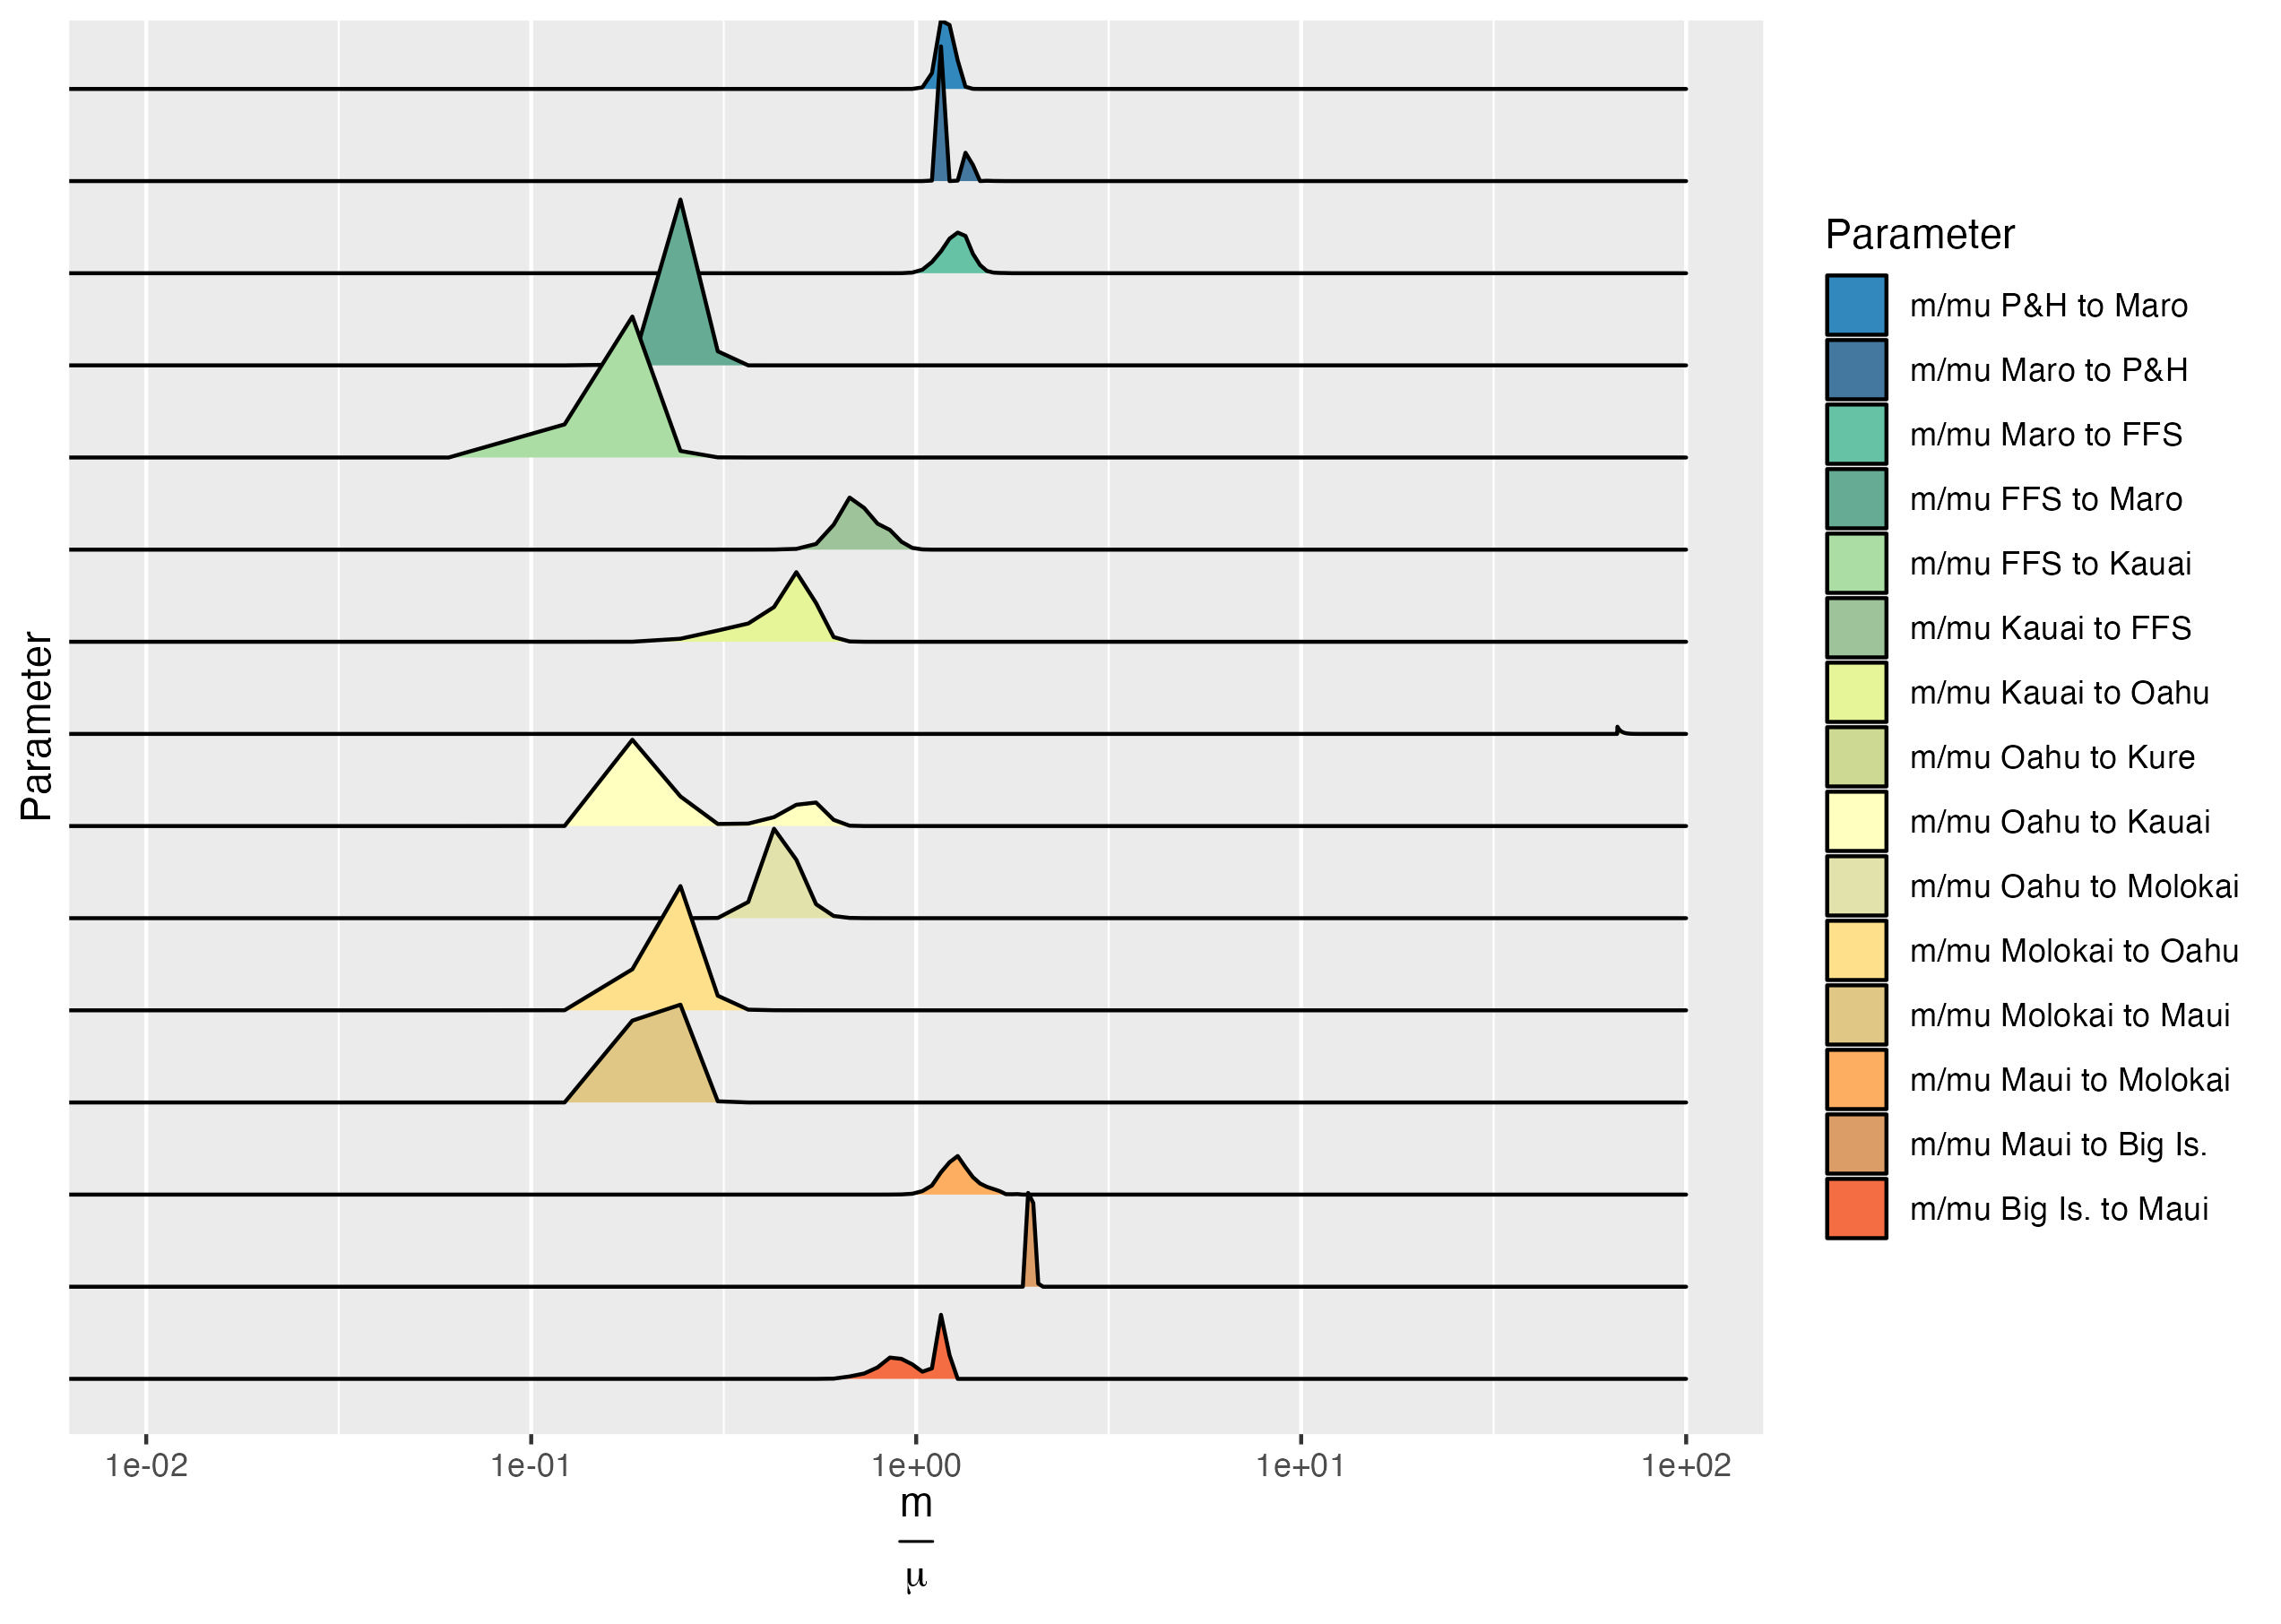 Parameter
1e-02
1e-01
1e+00
1e+01
1e+02
m
μ
Parameter
m/mu P&H to Maro
m/mu Maro to P&H
m/mu Maro to FFS
m/mu FFS to Maro
m/mu FFS to Kauai
m/mu Kauai to FFS
m/mu Kauai to Oahu
m/mu Oahu to Kure
m/mu Oahu to Kauai
m/mu Oahu to Molokai
m/mu Molokai to Oahu
m/mu Molokai to Maui
m/mu Maui to Molokai
m/mu Maui to Big Is.
m/mu Big Is. to Maui